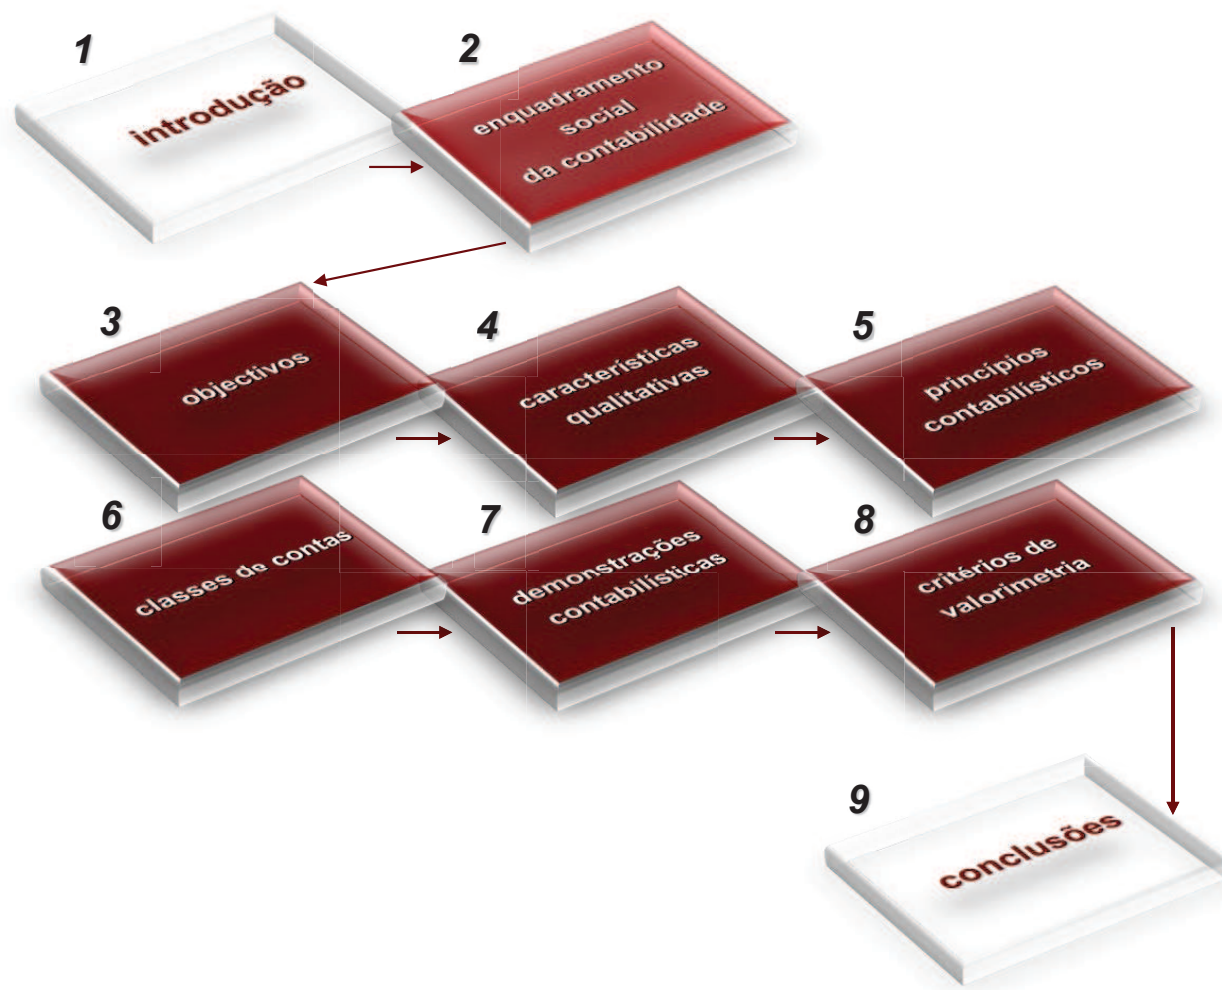 1
introdução
2
enquadramento
social
da contabilidade
3
objectivos
4
características
qualitativas
5
princípios
contabilísticos
6
classes de contas
7
demonstrações
contabilísticas
8
critérios de
valorimetria
9
conclusões